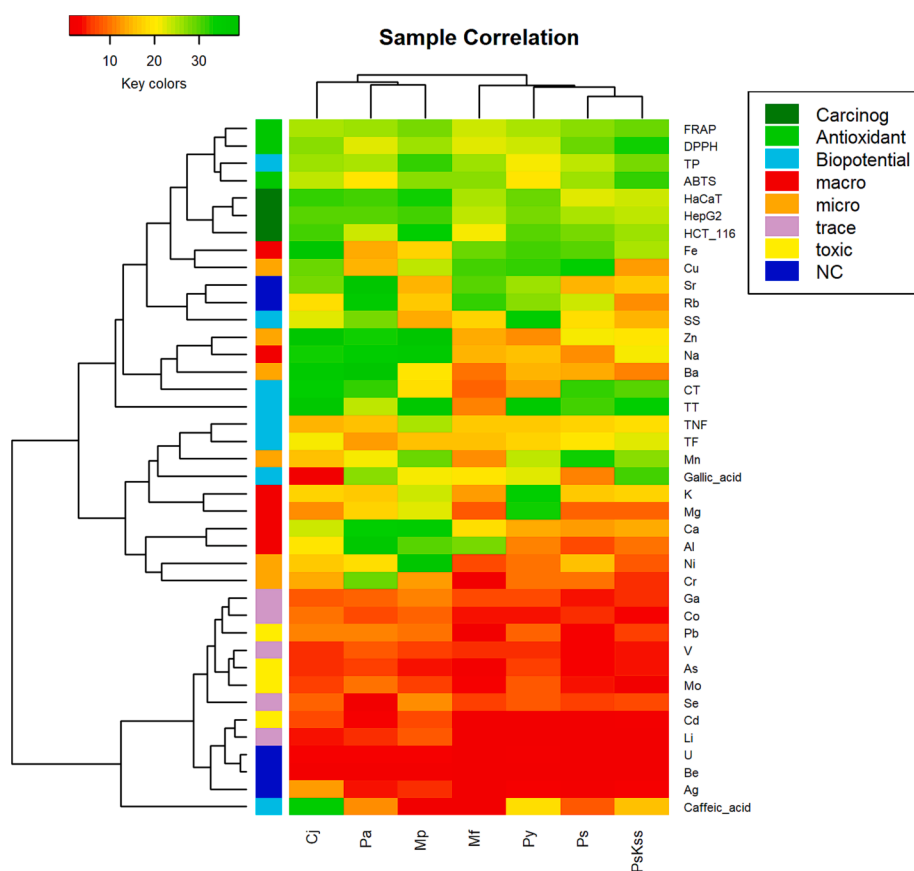 10 20 30
Key colors
Sample Correlation
Carcinog
Antioxidant
Biopotential
macro
micro
trace
toxic
NC
FRAP
DPPH
TP
ABTS
HaCaT
HepG2
HCT_116
Fe
Cu
Sr
Rb
SS
Zn
Na
Ba
CT
TT
TNF
TF
Mn
Gallic_acid
K
Mg
Ca
Al
Ni
Cr
Ga
Co
Pb
V
As
Mo
Se
Cd
Li
U
Be
Ag
Caffeic_acid
Cj Pa Mp Mf Py Ps PsKss